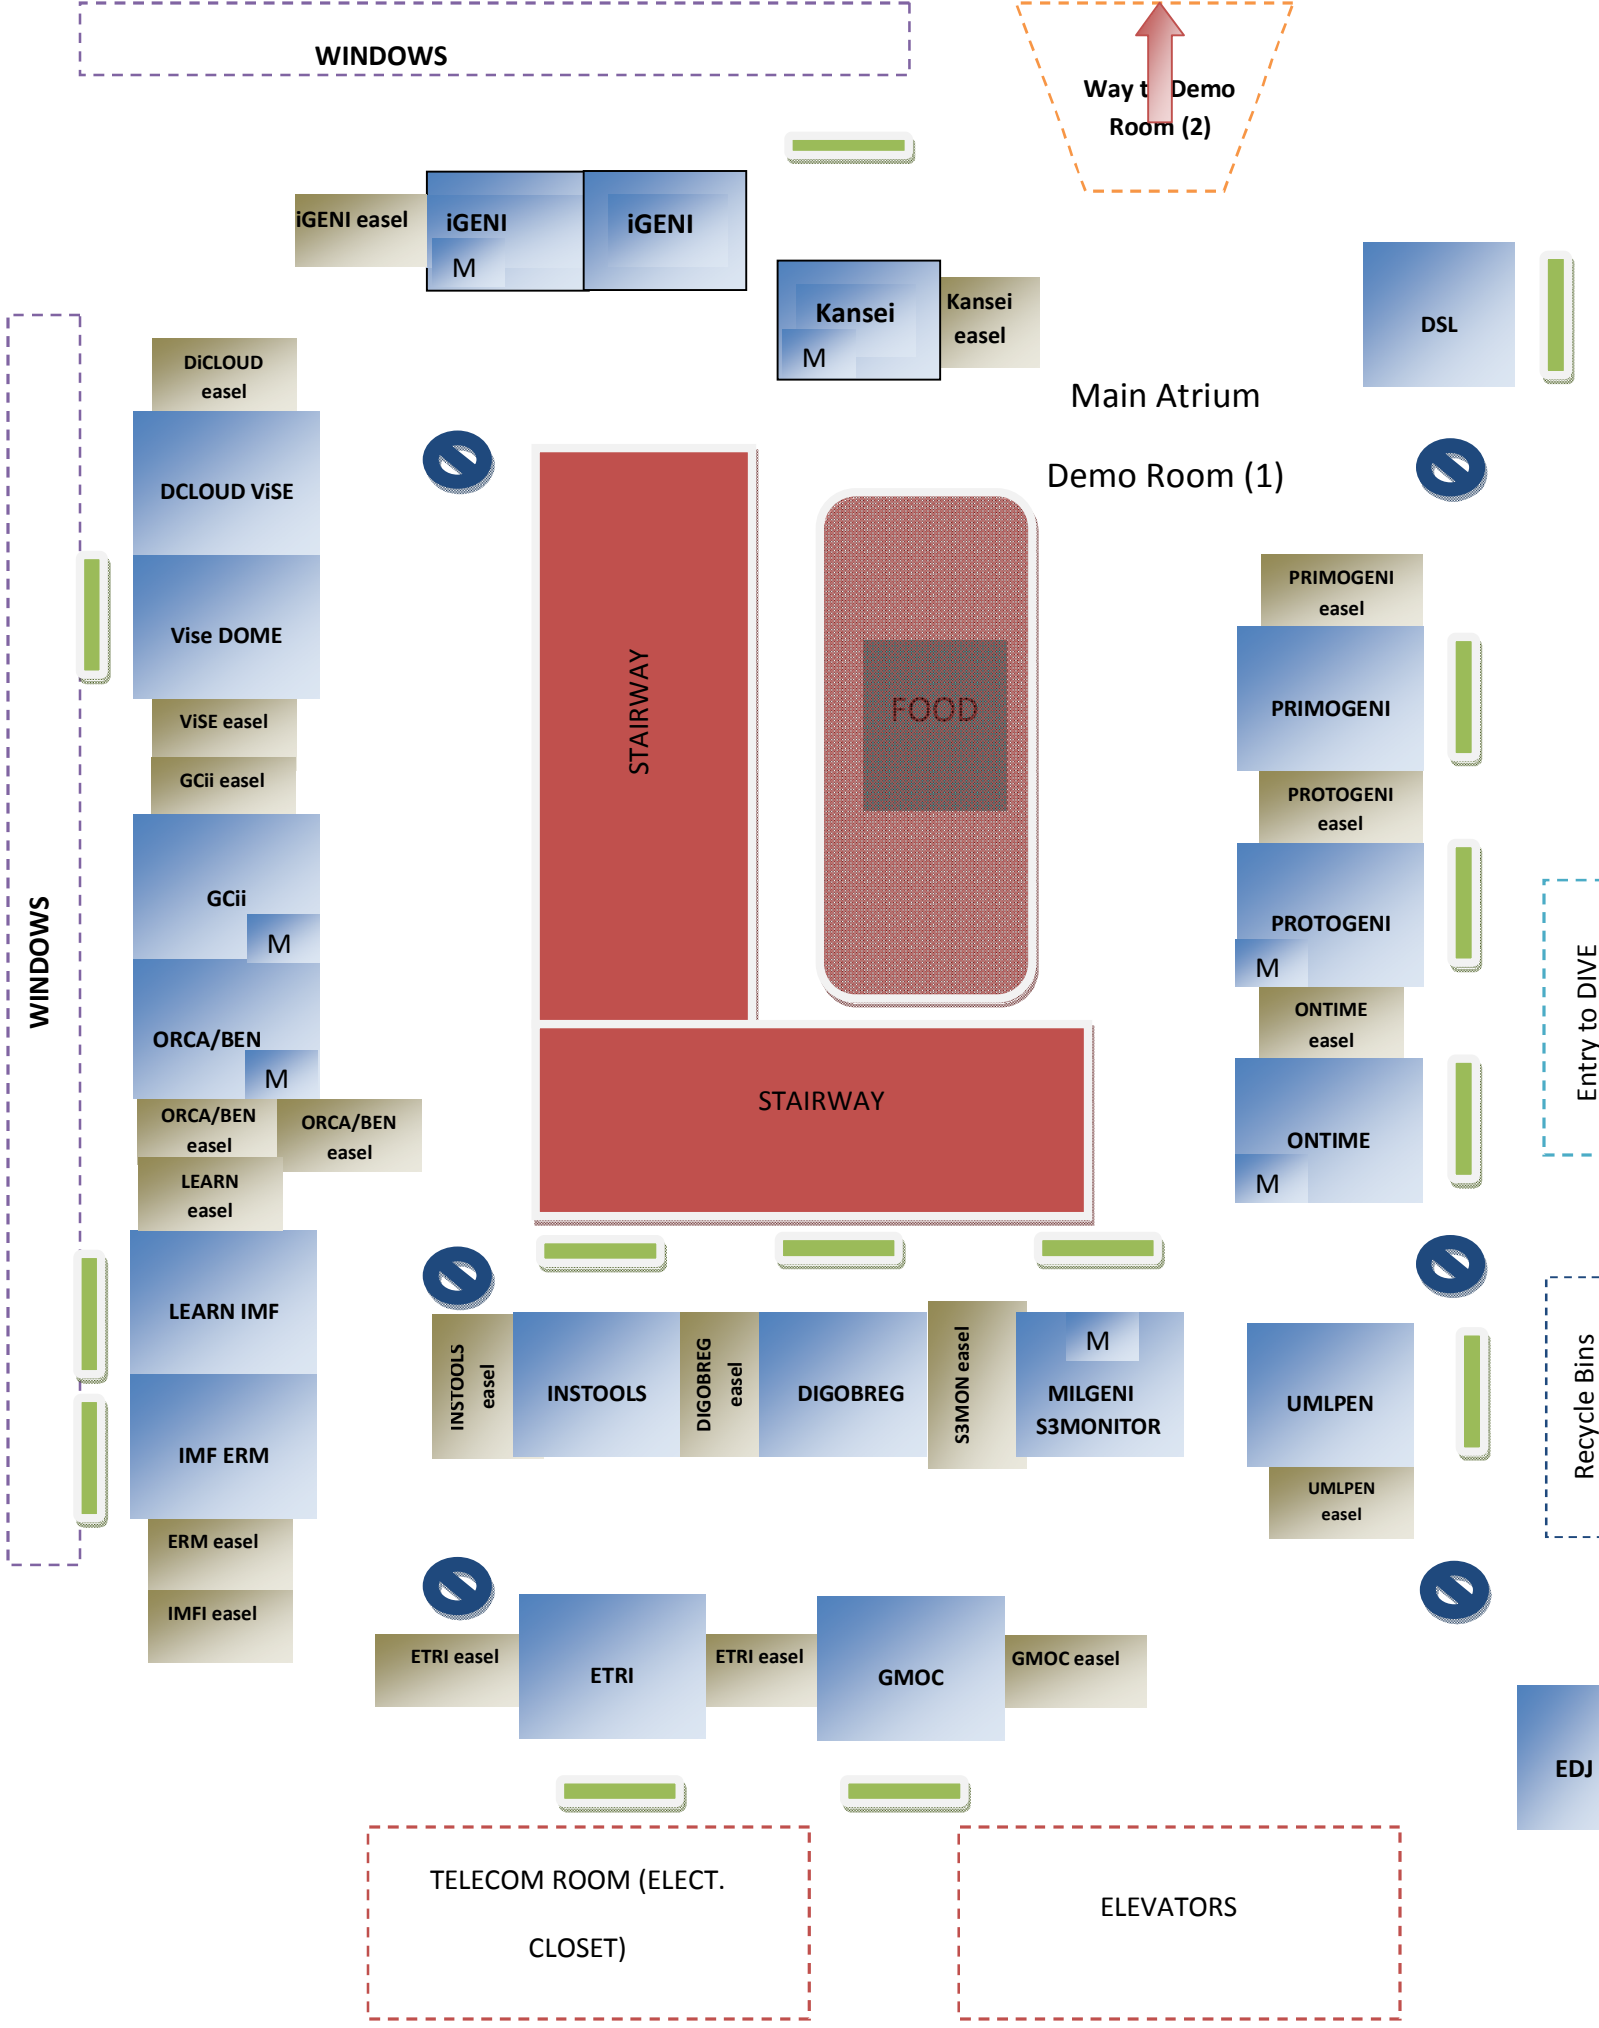 WINDOWS
Way t Demo
Room (2)
iGENI easel
iGENI
M
iGENI
Kansei
M
Kansei
easel
DSL
Main Atrium
Demo Room (1)
DiCLOUD
easel
DCLOUD ViSE
Vise DOME
ViSE easel
GCii easel
GCii
M
ORCA/BEN
M
ORCA/BEN
easel
ORCA/BEN
easel
LEARN
easel
LEARN IMF
IMF ERM
ERM easel
IMFI easel
WINDOWS
STAIRWAY
FOOD
STAIRWAY
PRIMOGENI
easel
PRIMOGENI
PROTOGENI
easel
PROTOGENI
M
ONTIME
easel
ONTIME
M
Entry to DIVE
INSTOOLS
easel
INSTOOLS
DIGOBREG
easel
DIGOBREG
S3MON easel
M
MILGENI
S3MONITOR
UMLPEN
UMLPEN
easel
Recycle Bins
ETRI easel
ETRI
ETRI easel
GMOC
GMOC easel
EDJ
TELECOM ROOM (ELECT.
CLOSET)
ELEVATORS